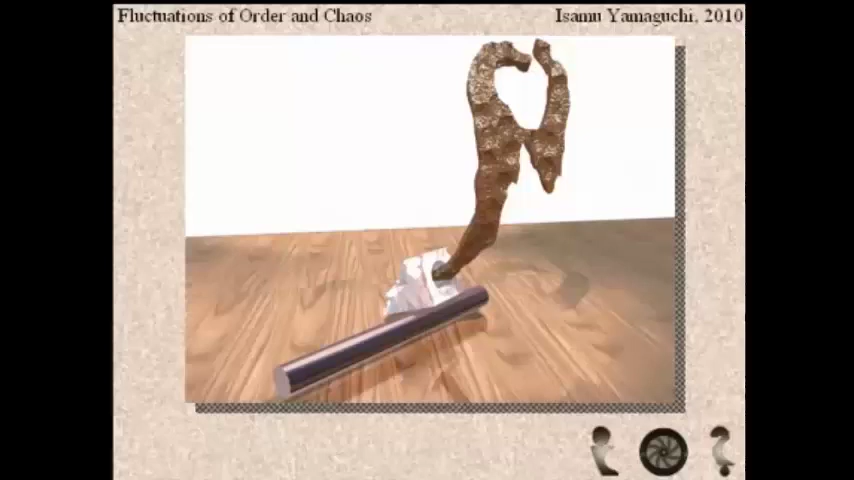 Fluctuations of Order and Chaos
Isamu Yamaguchi, 2010